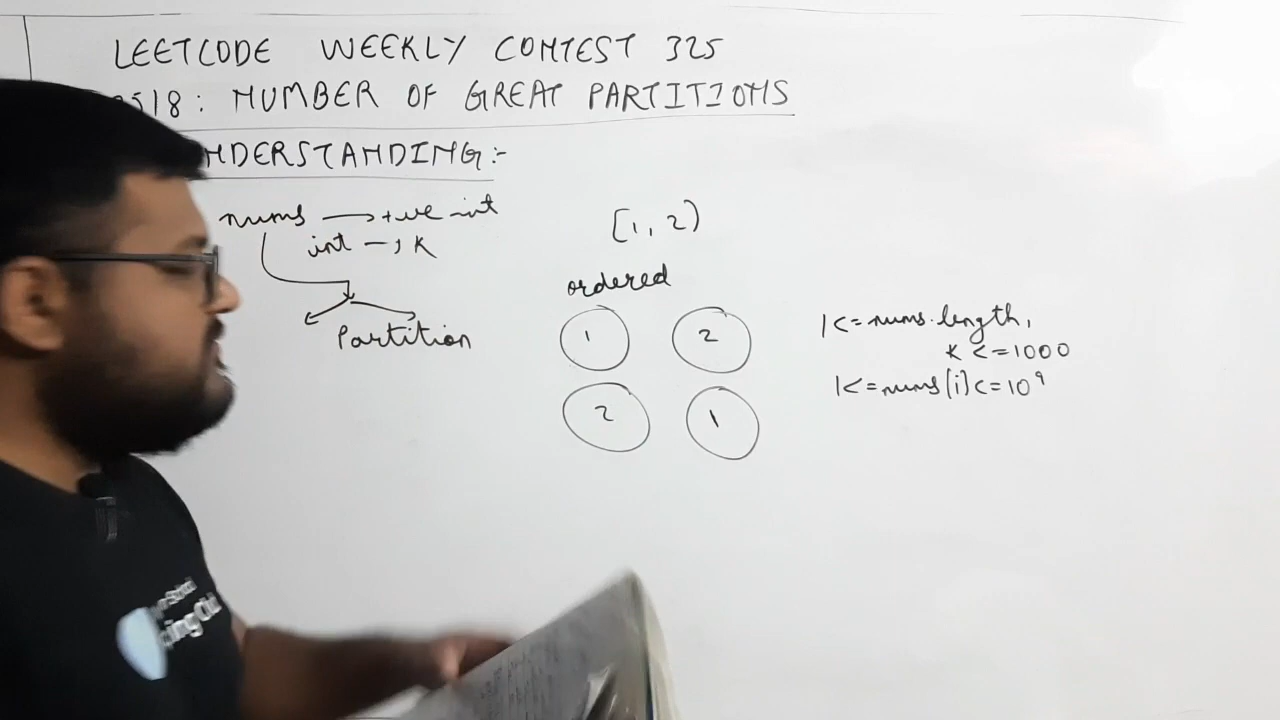 LEETCODE WEEKLY CONTEST 325
2518: NUMBER OF GREAT PARTITIONS
NDERSTANDING:-
nums → +ve int
int → K
Partition
[1, 2]
ordered
1 2
2 1
1<=nums.length,
K <=1000
1<=nums[i]<=10⁹